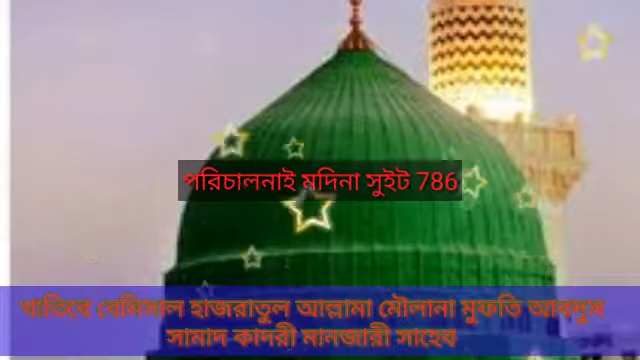 পরিচালনাই মদিনা সুইট 786
খাতিবে বেমিসাল হাজরাতুল আল্লামা মৌলানা মুফতি আবদুস
সামাদ কাদরী মানজারী সাহেব